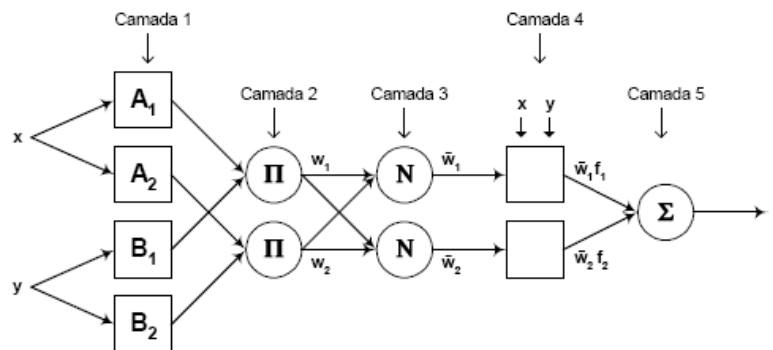 Camada 1
Camada 4
Camada 2
Camada 3
Camada 5
x y
A₁
x
A₂
Π w₁ N w̄₁ w̄₁f₁
Σ
B₁
Π w₂ N w̄₂ w̄₂f₂
y
B₂